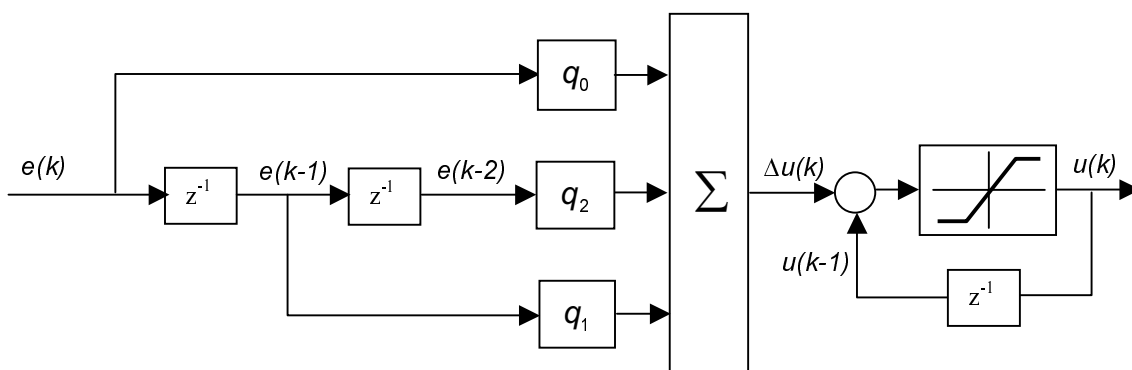 q₀
e(k)
z⁻¹
e(k-1)
z⁻¹
e(k-2)
q₂
Σ
Δu(k)
u(k)
u(k-1)
z⁻¹
q₁